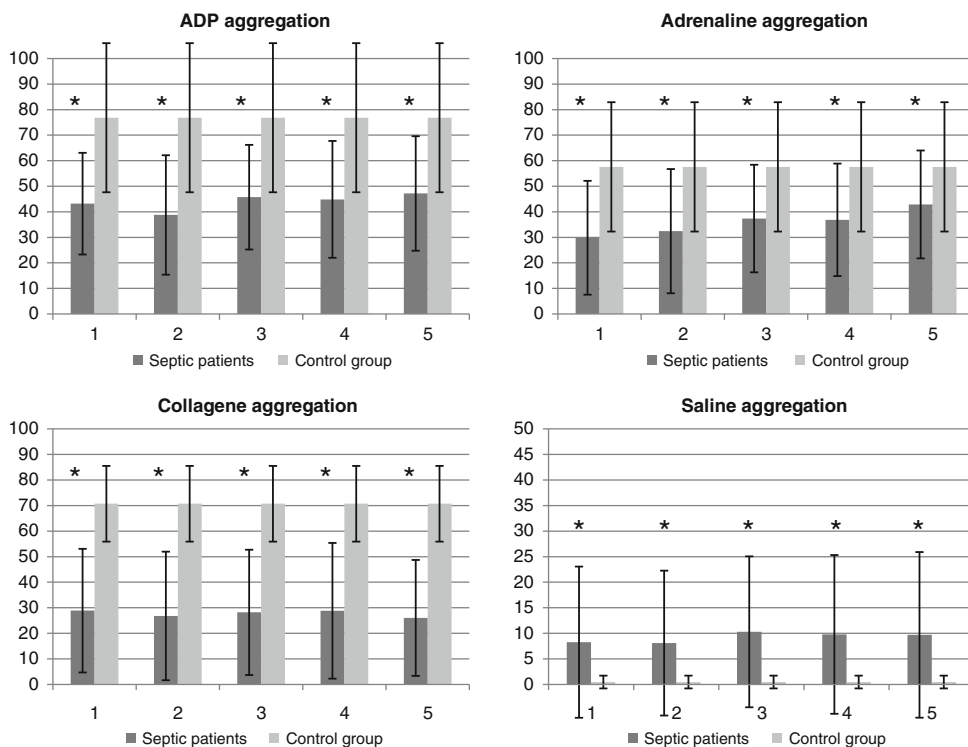 ADP aggregation
100
90
80
70
60
50
40
30
20
10
0
* * * * *
1 2 3 4 5
Septic patients Control group
Adrenaline aggregation
100
90
80
70
60
50
40
30
20
10
0
* * * * *
1 2 3 4 5
Septic patients Control group
Collagene aggregation
100
90
80
70
60
50
40
30
20
10
0
* * * * *
1 2 3 4 5
Septic patients Control group
Saline aggregation
50
45
40
35
30
25
20
15
10
5
0
* * * * *
1 2 3 4 5
Septic patients Control group